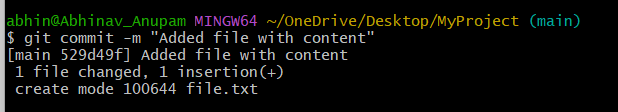 abhin@Abhinav_Anupam MINGW64 ~/OneDrive/Desktop/MyProject (main)
$ git commit -m "Added file with content"
[main 529d49f] Added file with content
 1 file changed, 1 insertion(+)
 create mode 100644 file.txt